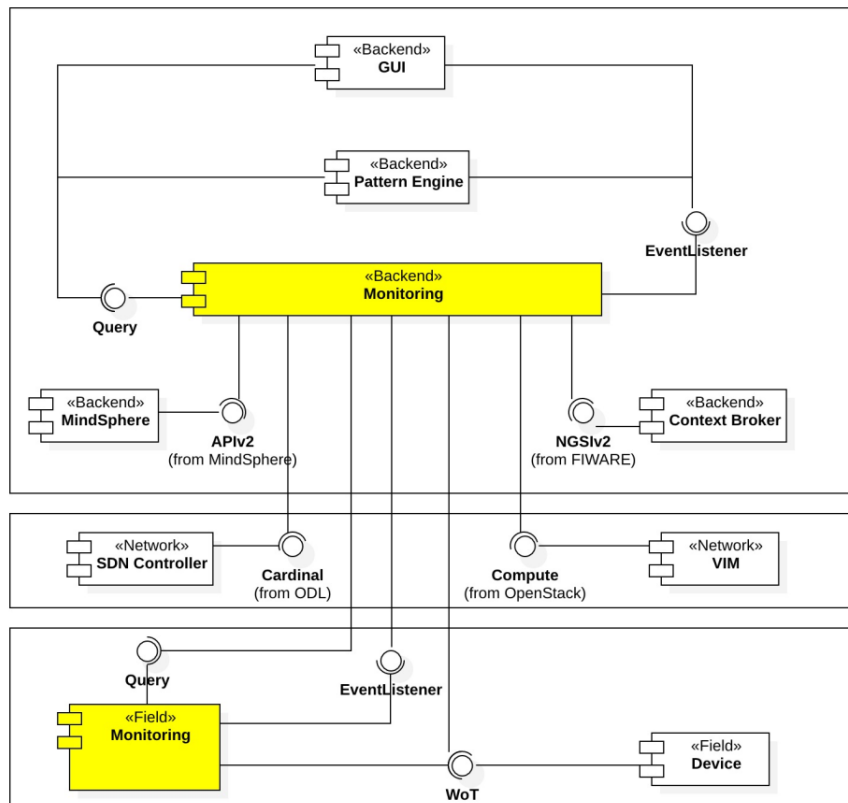 «Backend»
GUI
«Backend»
Pattern Engine
EventListener
«Backend»
Monitoring
Query
«Backend»
MindSphere
«Backend»
Context Broker
APIv2
(from MindSphere)
NGSIv2
(from FIWARE)
«Network»
SDN Controller
«Network»
VIM
Cardinal
(from ODL)
Compute
(from OpenStack)
Query
EventListener
«Field»
Monitoring
«Field»
Device
WoT